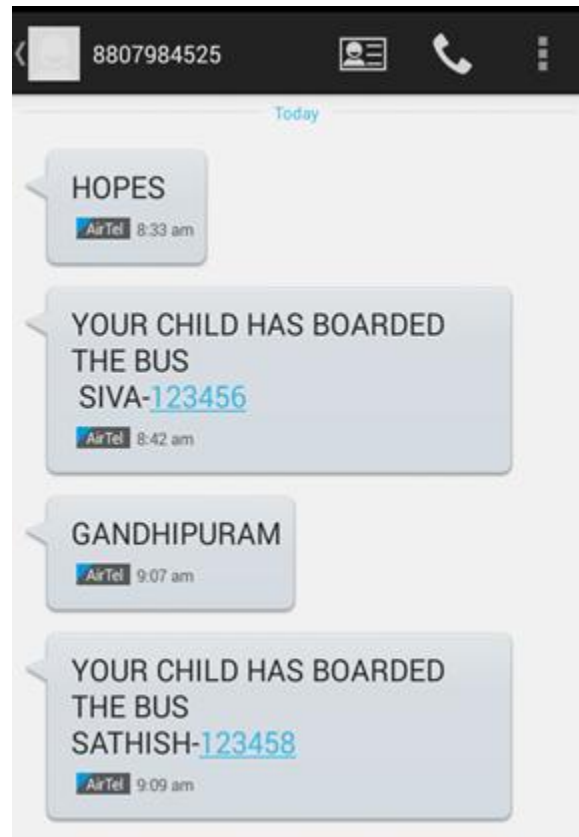 8807984525
Today
HOPES
AirTel 8:33 am
YOUR CHILD HAS BOARDED
THE BUS
SIVA-123456
AirTel 8:42 am
GANDHIPURAM
AirTel 9:07 am
YOUR CHILD HAS BOARDED
THE BUS
SATHISH-123458
AirTel 9:09 am